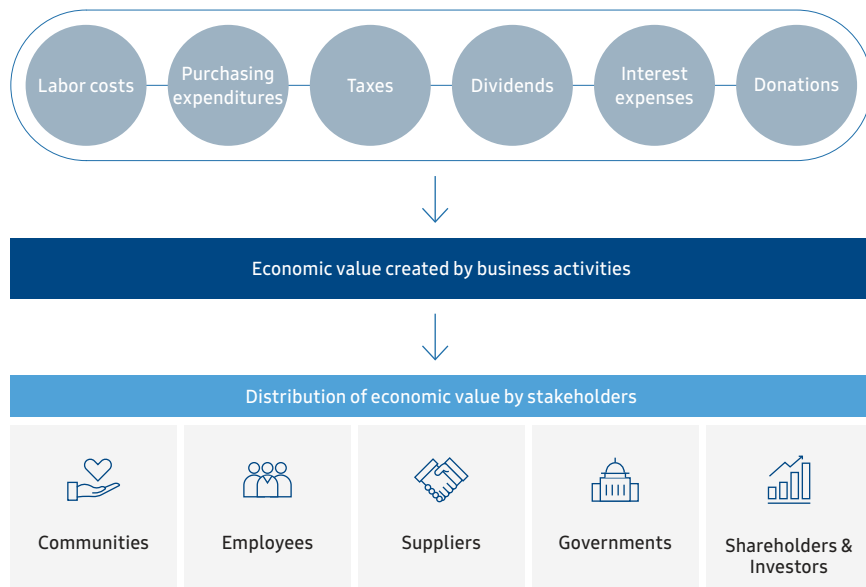 Labor costs
Purchasing
expenditures
Taxes
Dividends
Interest
expenses
Donations
Economic value created by business activities
Distribution of economic value by stakeholders
Communities
Employees
Suppliers
Governments
Shareholders &
Investors